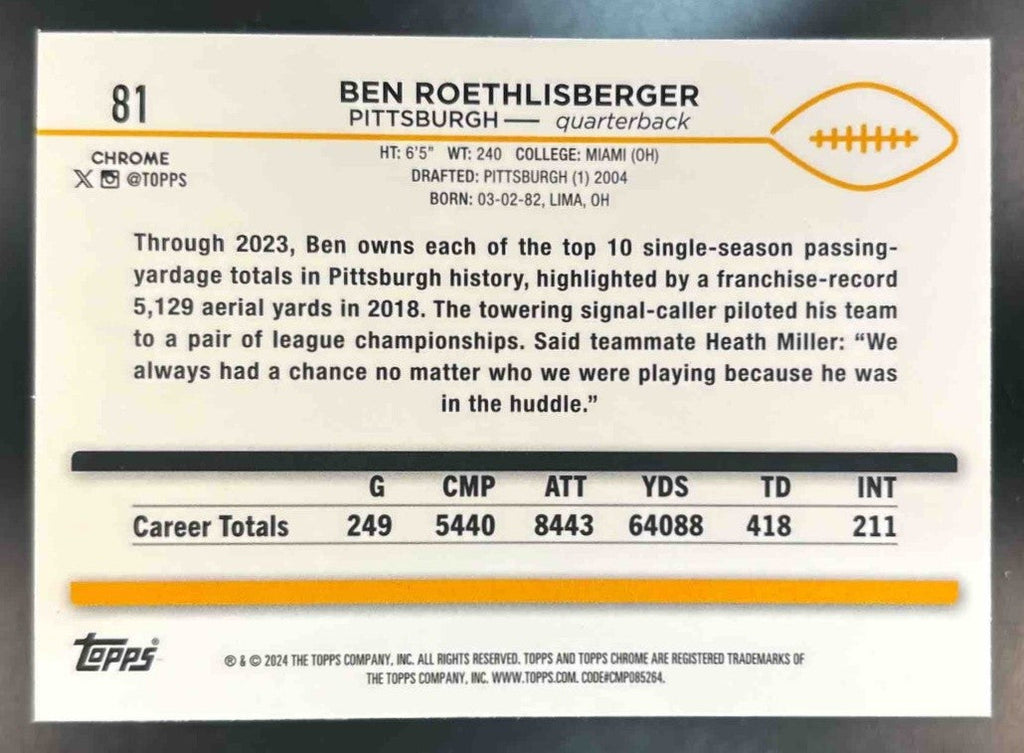 81
BEN ROETHLISBERGER
PITTSBURGH — quarterback
CHROME
X @TOPPS
HT: 6'5" WT: 240 COLLEGE: MIAMI (OH)
DRAFTED: PITTSBURGH (1) 2004
BORN: 03-02-82, LIMA, OH
Through 2023, Ben owns each of the top 10 single-season passing-
yardage totals in Pittsburgh history, highlighted by a franchise-record
5,129 aerial yards in 2018. The towering signal-caller piloted his team
to a pair of league championships. Said teammate Heath Miller: “We
always had a chance no matter who we were playing because he was
in the huddle.”
G CMP ATT YDS TD INT
Career Totals 249 5440 8443 64088 418 211
TOPPS®
® & © 2024 THE TOPPS COMPANY, INC. ALL RIGHTS RESERVED. TOPPS AND TOPPS CHROME ARE REGISTERED TRADEMARKS OF
THE TOPPS COMPANY, INC. WWW.TOPPS.COM. CODE#CMP085264.